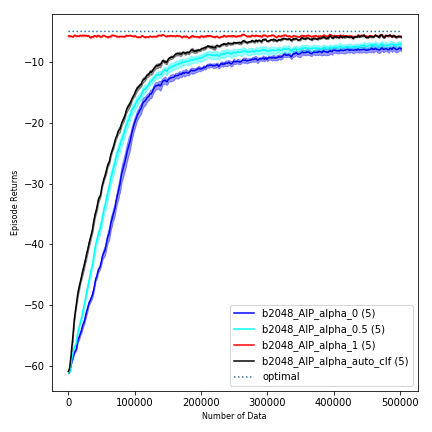 −10
−20
−30
−40
−50
−60
Episode Returns
0
100000
200000
300000
400000
500000
Number of Data
b2048_AIP_alpha_0 (5)
b2048_AIP_alpha_0.5 (5)
b2048_AIP_alpha_1 (5)
b2048_AIP_alpha_auto_clf (5)
optimal